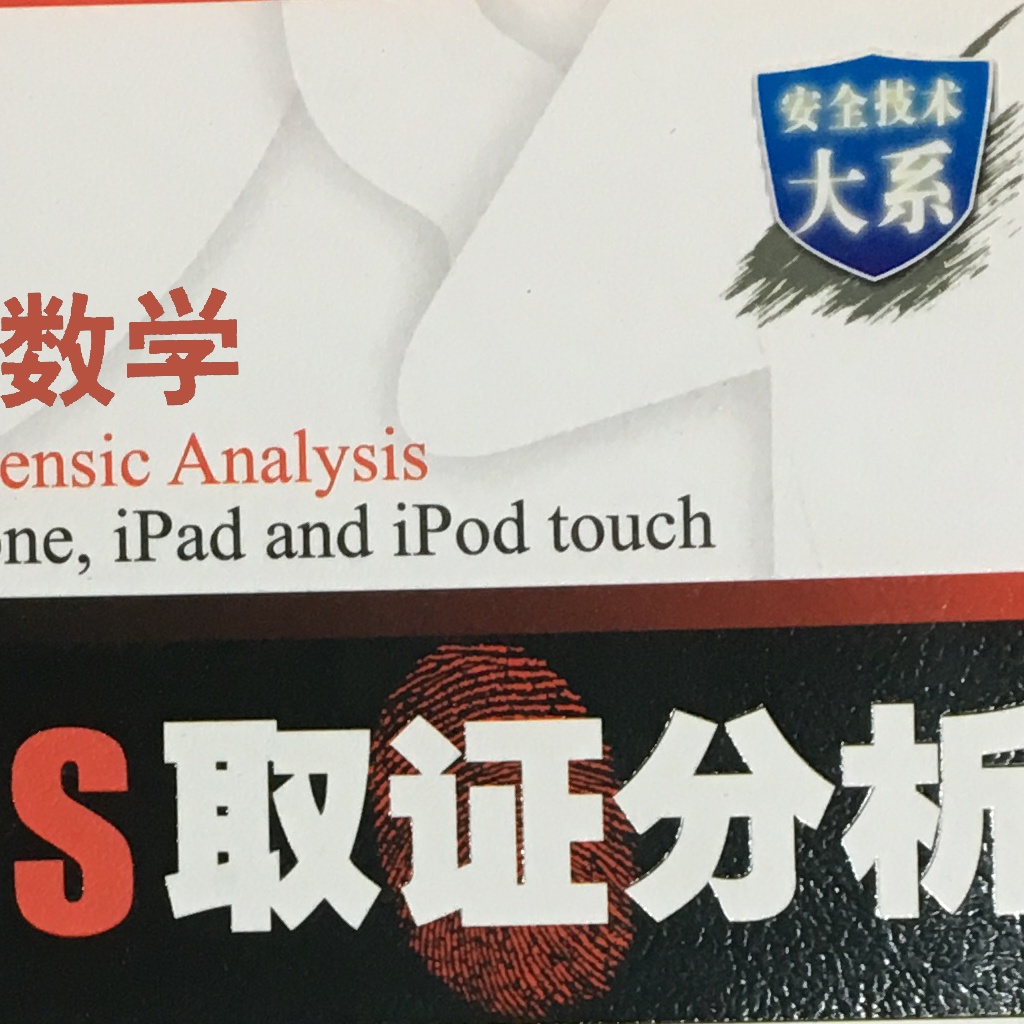 安全技术
大系
数学
ensic Analysis
one, iPad and iPod touch
S取证分析